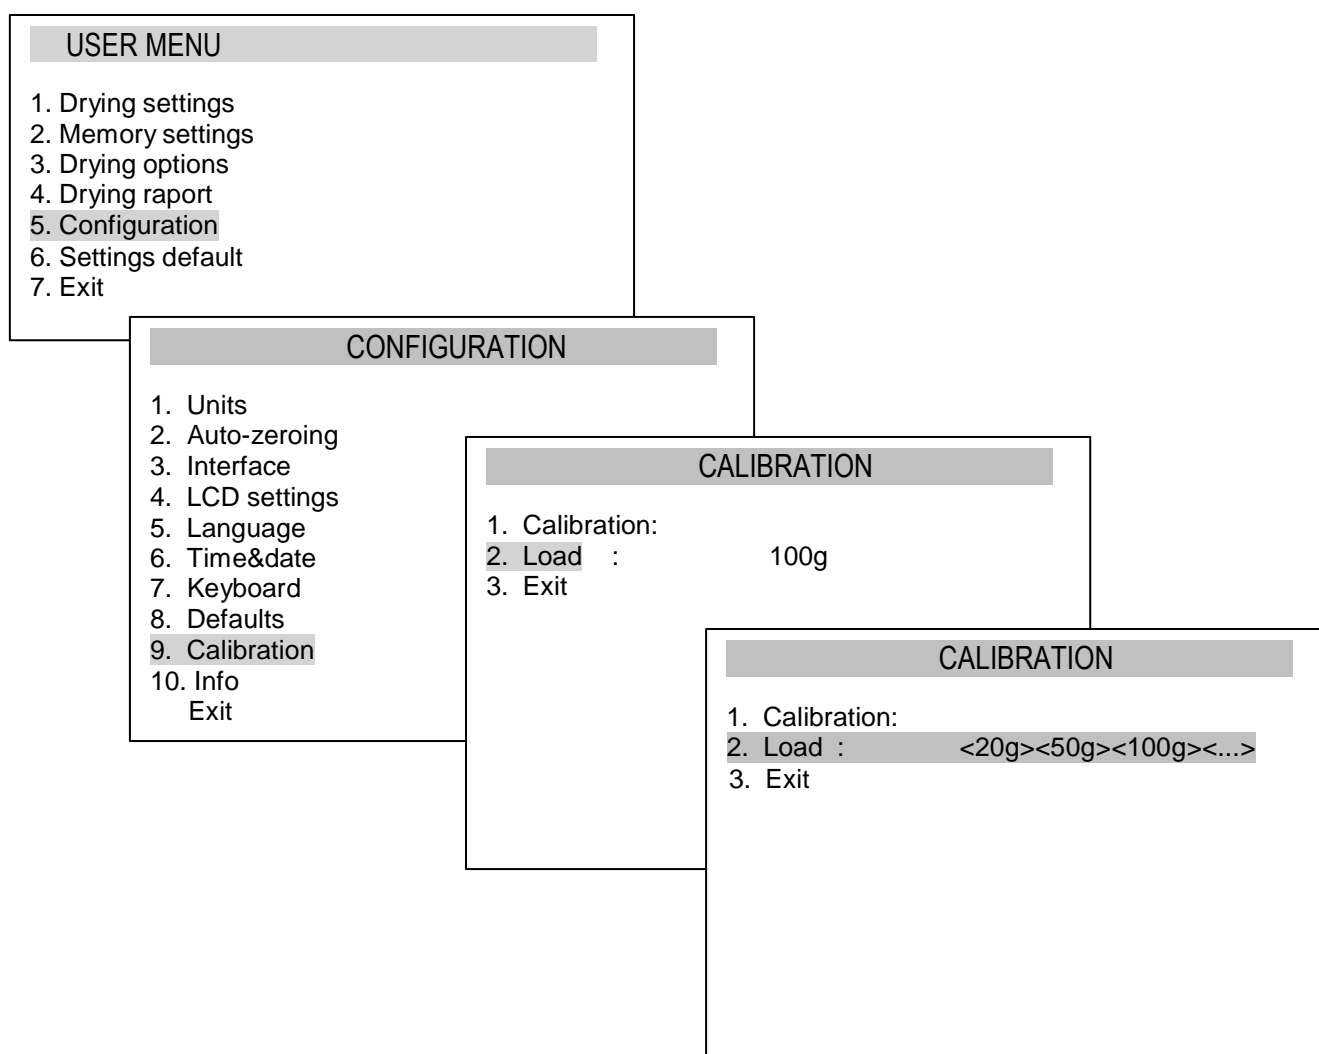 USER MENU
1. Drying settings
2. Memory settings
3. Drying options
4. Drying raport
5. Configuration
6. Settings default
7. Exit
CONFIGURATION
1. Units
2. Auto-zeroing
3. Interface
4. LCD settings
5. Language
6. Time&date
7. Keyboard
8. Defaults
9. Calibration
10. Info
Exit
CALIBRATION
1. Calibration:
2. Load : 100g
3. Exit
CALIBRATION
1. Calibration:
2. Load : <20g><50g><100g><...>
3. Exit